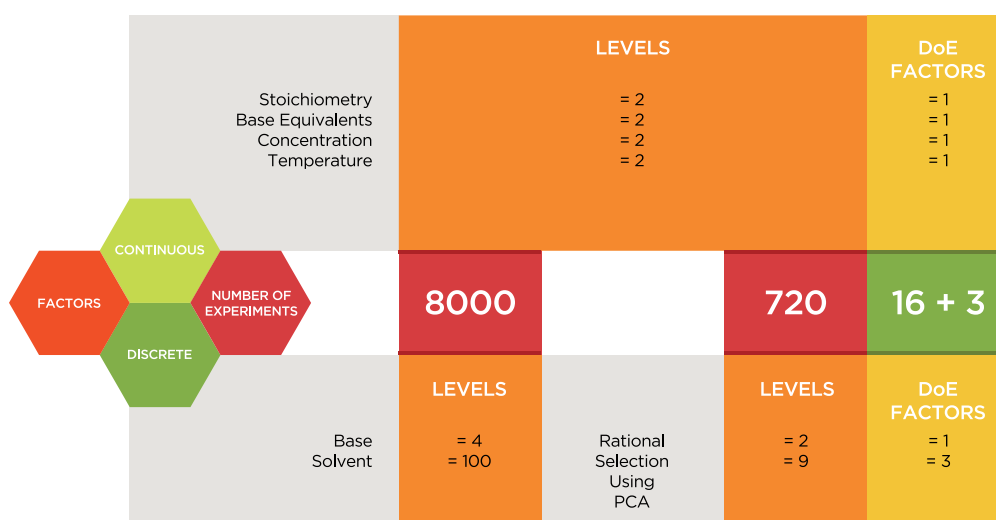 LEVELS
DoE
FACTORS
Stoichiometry = 2 = 1
Base Equivalents = 2 = 1
Concentration = 2 = 1
Temperature = 2 = 1
CONTINUOUS
FACTORS
NUMBER OF
EXPERIMENTS
DISCRETE
8000 720 16 + 3
LEVELS LEVELS DoE
FACTORS
Base = 4 Rational = 2 = 1
Solvent = 100 Selection = 9 = 3
Using
PCA